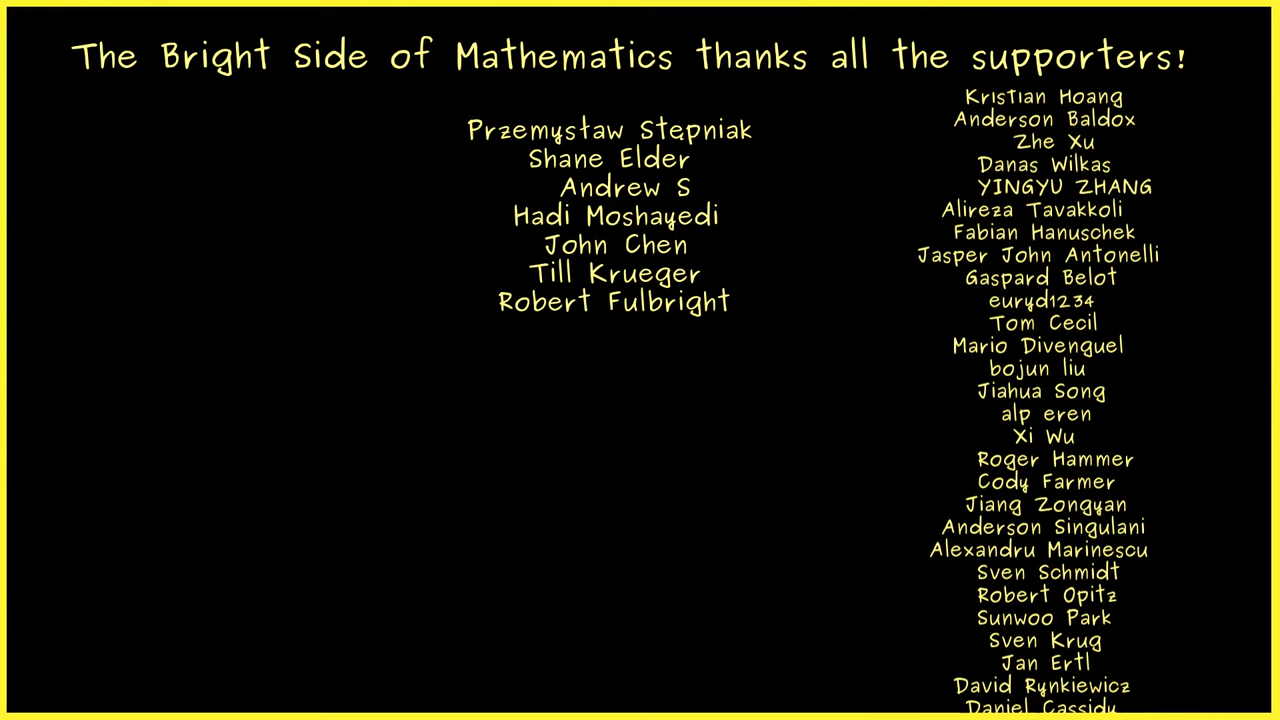 The Bright Side of Mathematics thanks all the supporters!
Przemysław Stępniak
Shane Elder
Andrew S
Hadi Moshayedi
John Chen
Till Krueger
Robert Fulbright
Kristian Hoang
Anderson Baldox
Zhe Xu
Danas Wilkas
YINGYU ZHANG
Alireza Tavakkoli
Fabian Hanuschek
Jasper John Antonelli
Gaspard Belot
euryd1234
Tom Cecil
Mario Divenguel
bojun liu
Jiahua Song
alp eren
Xi Wu
Roger Hammer
Cody Farmer
Jiang Zongyan
Anderson Singulani
Alexandru Marinescu
Sven Schmidt
Robert Opitz
Sunwoo Park
Sven Krug
Jan Ertl
David Rynkiewicz
Daniel Cassidy